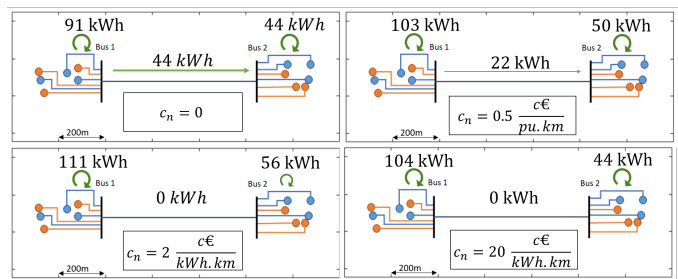 91 kWh
44 kWh
Bus 1
Bus 2
44 kWh
c_n = 0
200m
103 kWh
50 kWh
Bus 1
Bus 2
22 kWh
c_n = 0.5 c€/pu.km
200m
111 kWh
56 kWh
Bus 1
Bus 2
0 kWh
c_n = 2 c€/kWh.km
200m
104 kWh
44 kWh
Bus 1
Bus 2
0 kWh
c_n = 20 c€/kWh.km
200m